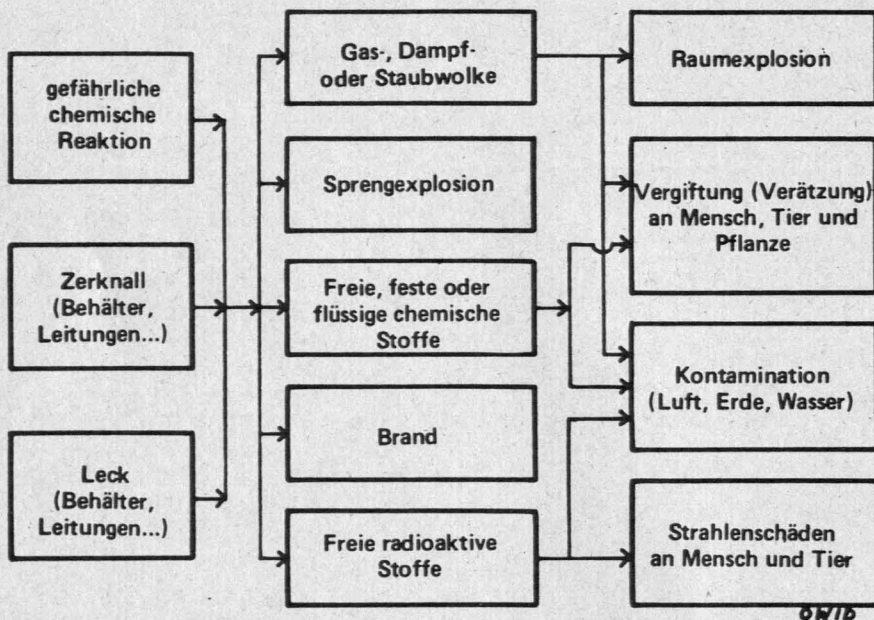 gefährliche
chemische
Reaktion
Zerknall
(Behälter,
Leitungen...)
Leck
(Behälter,
Leitungen...)
Gas-, Dampf-
oder Staubwolke
Sprengexplosion
Freie, feste oder
flüssige chemische
Stoffe
Brand
Freie radioaktive
Stoffe
Raumexplosion
Vergiftung (Verätzung)
an Mensch, Tier und
Pflanze
Kontamination
(Luft, Erde, Wasser)
Strahlenschäden
an Mensch und Tier